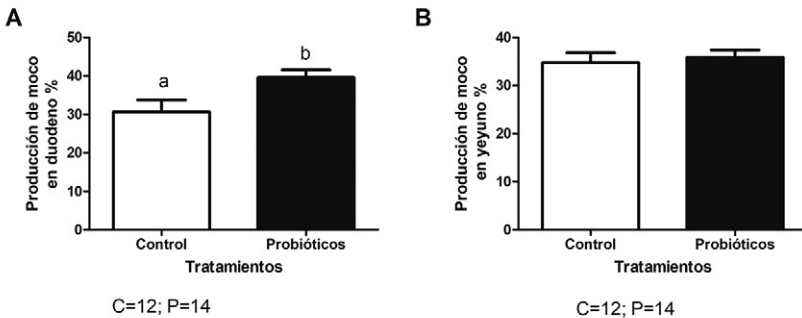 A
Producción de moco
en duodeno %
50
40
30
20
10
0
a
b
Control
Probióticos
Tratamientos
C=12; P=14
B
Producción de moco
en yeyuno %
40
30
20
10
0
Control
Probióticos
Tratamientos
C=12; P=14